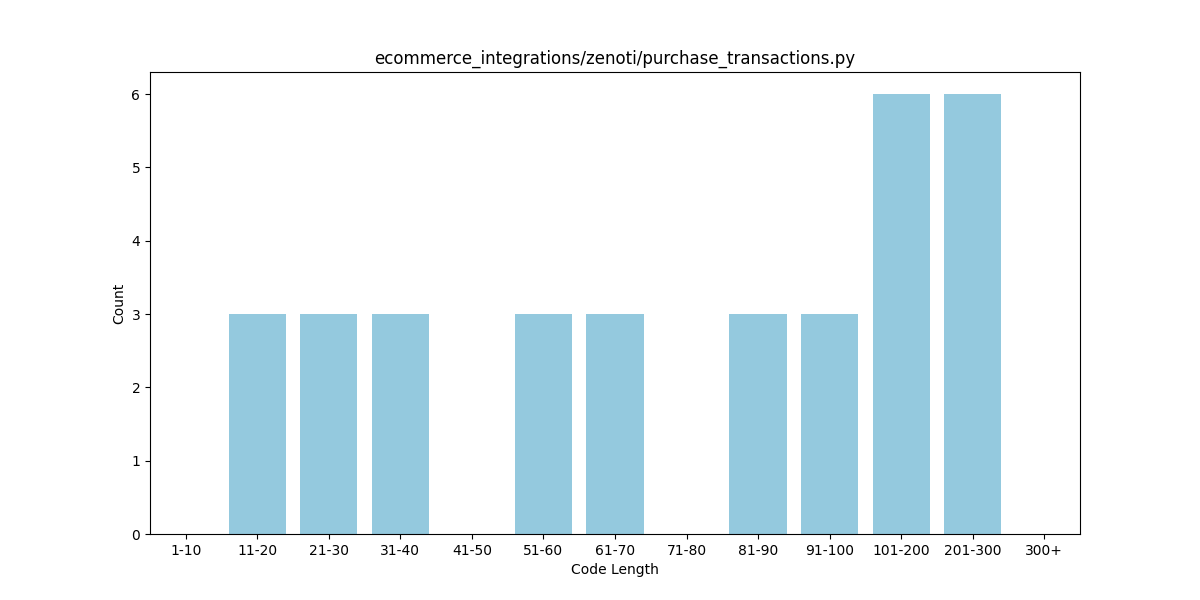 ecommerce_integrations/zenoti/purchase_transactions.py
6
5
4
3
2
1
0
Count
1-10 11-20 21-30 31-40 41-50 51-60 61-70 71-80 81-90 91-100 101-200 201-300 300+
Code Length